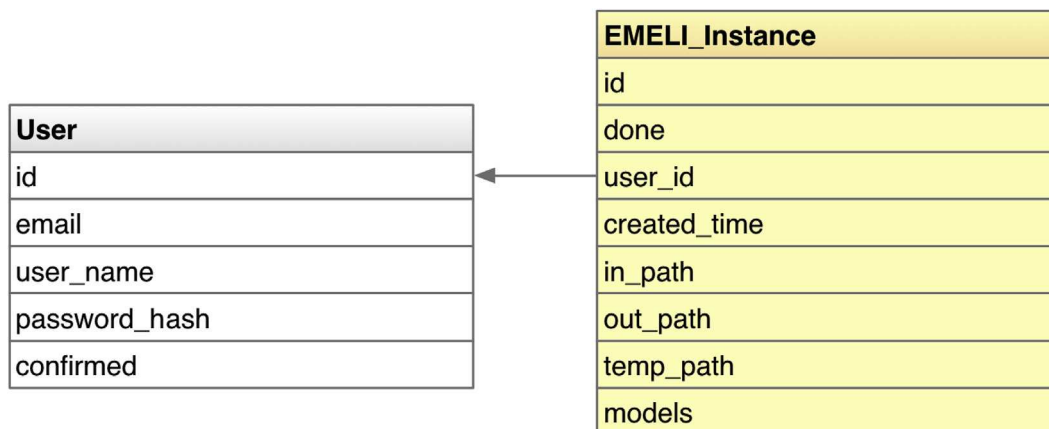 User
id
email
user_name
password_hash
confirmed
EMELI_Instance
id
done
user_id
created_time
in_path
out_path
temp_path
models